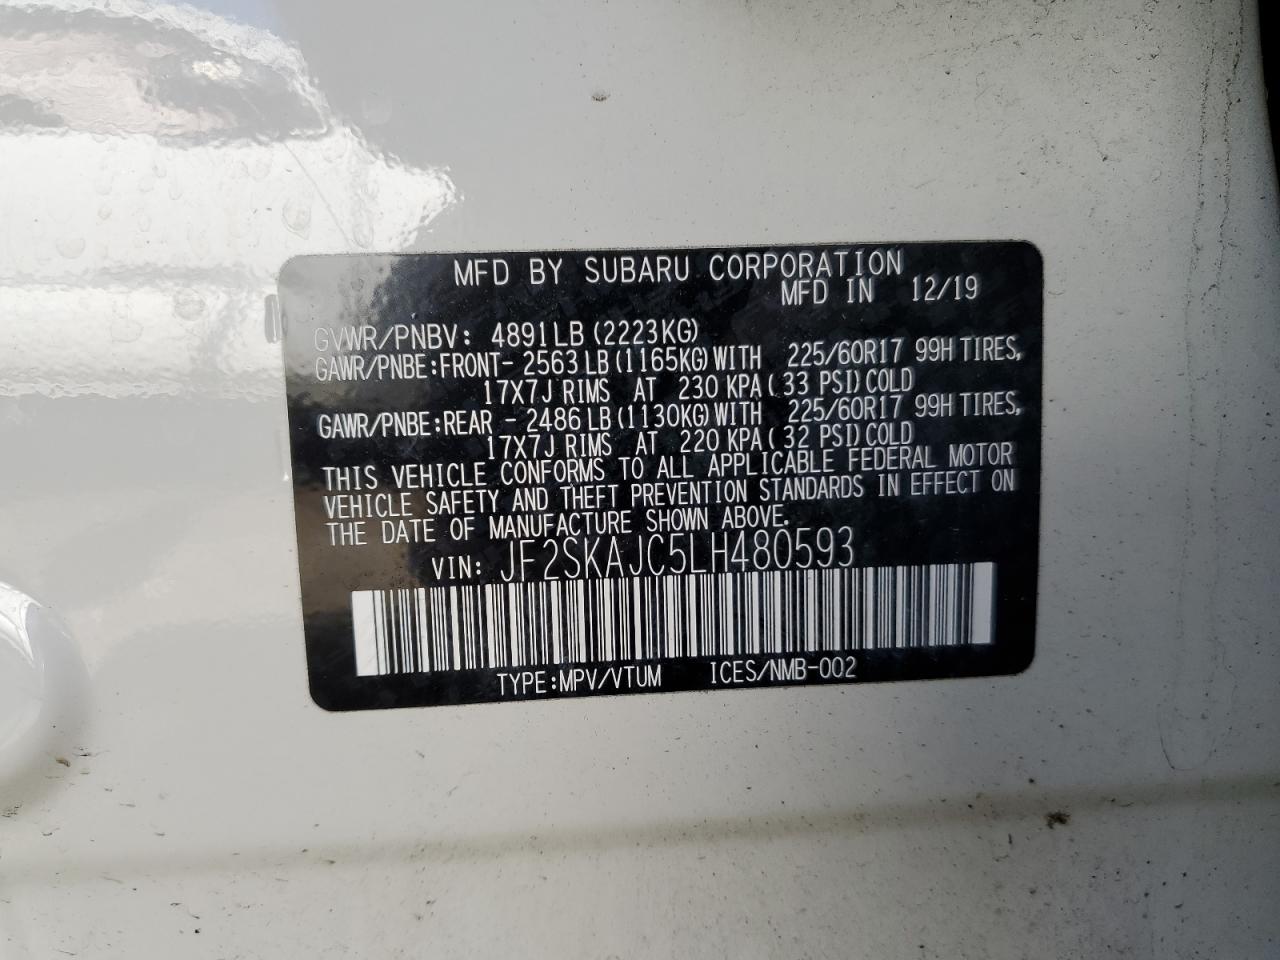 MFD BY SUBARU CORPORATION
MFD IN 12/19
GVWR/PNBV: 4891LB (2223KG)
GAWR/PNBE:FRONT- 2563 LB (1165KG) WITH 225/60R17 99H TIRES,
17X7J RIMS AT 230 KPA( 33 PSI) COLD
GAWR/PNBE:REAR - 2486 LB (1130KG) WITH 225/60R17 99H TIRES,
17X7J RIMS AT 220 KPA( 32 PSI) COLD
THIS VEHICLE CONFORMS TO ALL APPLICABLE FEDERAL MOTOR
VEHICLE SAFETY AND THEFT PREVENTION STANDARDS IN EFFECT ON
THE DATE OF MANUFACTURE SHOWN ABOVE.
VIN: JF2SKAJC5LH480593
TYPE:MPV/VTUM ICES/NMB-002